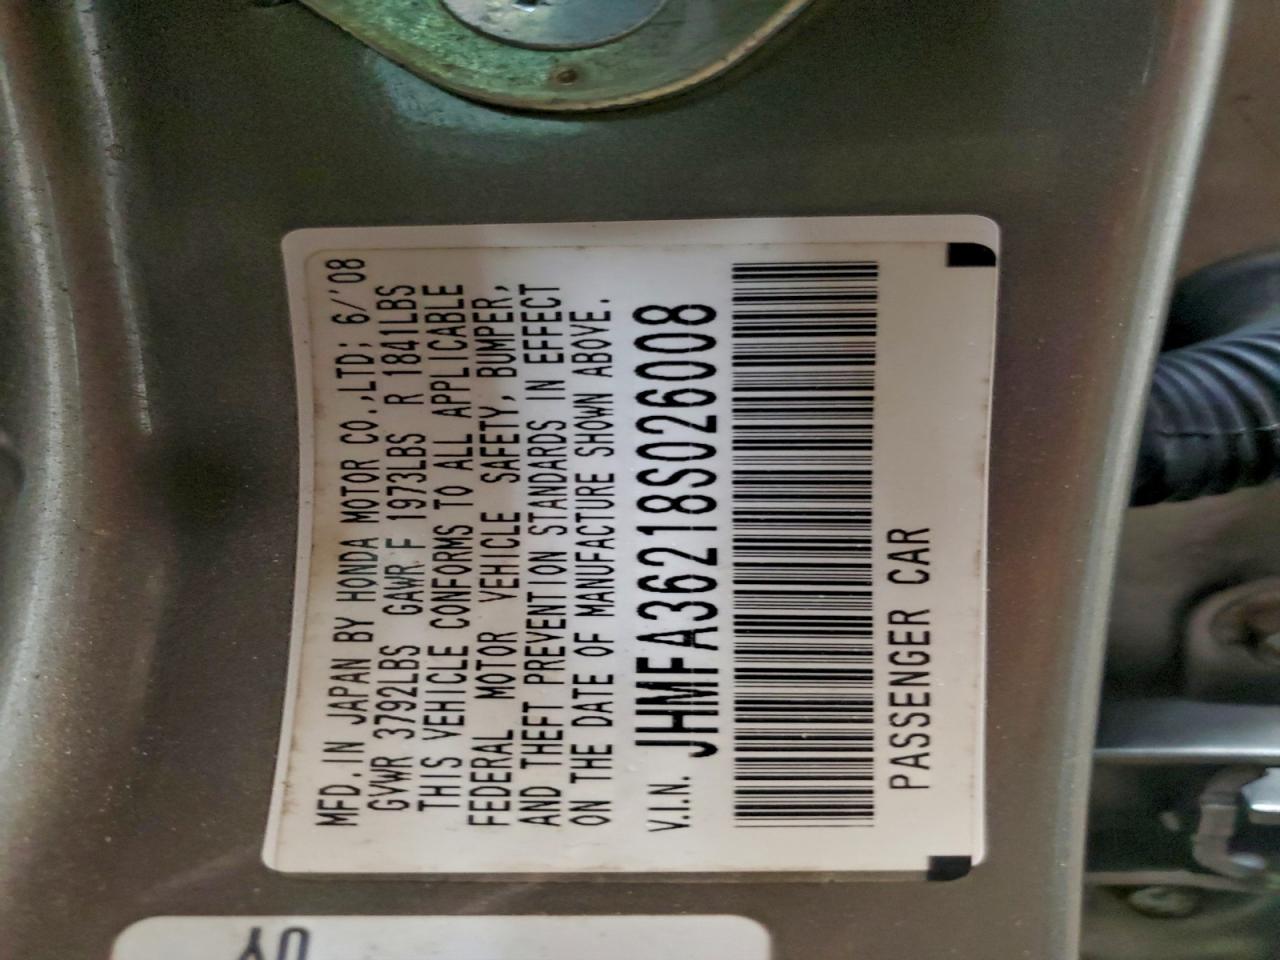 MFD. IN JAPAN BY HONDA MOTOR CO.,LTD; 6/'08
GVWR 3792LBS GAWR F 1973LBS R 1841LBS
THIS VEHICLE CONFORMS TO ALL APPLICABLE
FEDERAL MOTOR VEHICLE SAFETY, BUMPER,
AND THEFT PREVENTION STANDARDS IN EFFECT
ON THE DATE OF MANUFACTURE SHOWN ABOVE.
V.I.N. JHMFA36218S026008
PASSENGER CAR